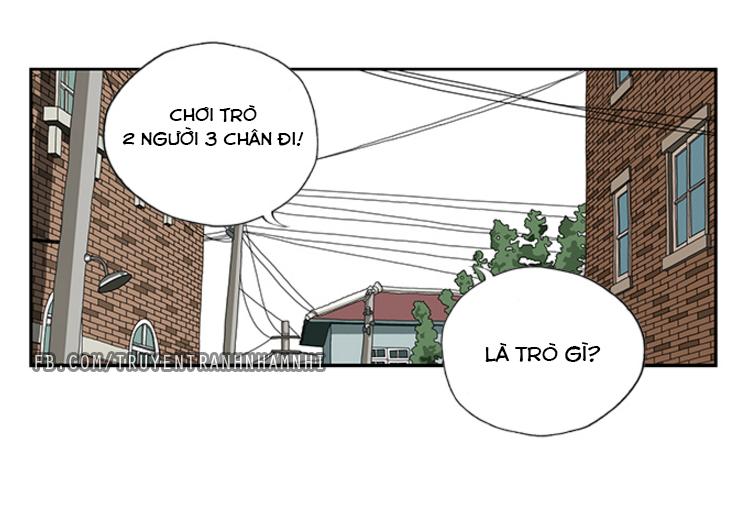 CHƠI TRÒ
2 NGƯỜI 3 CHÂN ĐI!
LÀ TRÒ GÌ?
FB.COM/TRUYENTRANHNHAMNHI